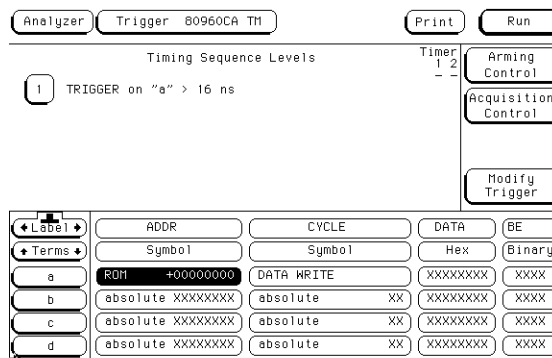 Analyzer Trigger 80960CA TM Print Run
Timing Sequence Levels
Timer
1 2
- -
Arming
Control
1 TRIGGER on "a" > 16 ns
Acquisition
Control
Modify
Trigger
Label ADDR CYCLE DATA BE
Terms Symbol Symbol Hex Binary
a ROM +00000000 DATA WRITE XXXXXXXX XXXX
b absolute XXXXXXXX absolute XX XXXXXXXX XXXX
c absolute XXXXXXXX absolute XX XXXXXXXX XXXX
d absolute XXXXXXXX absolute XX XXXXXXXX XXXX